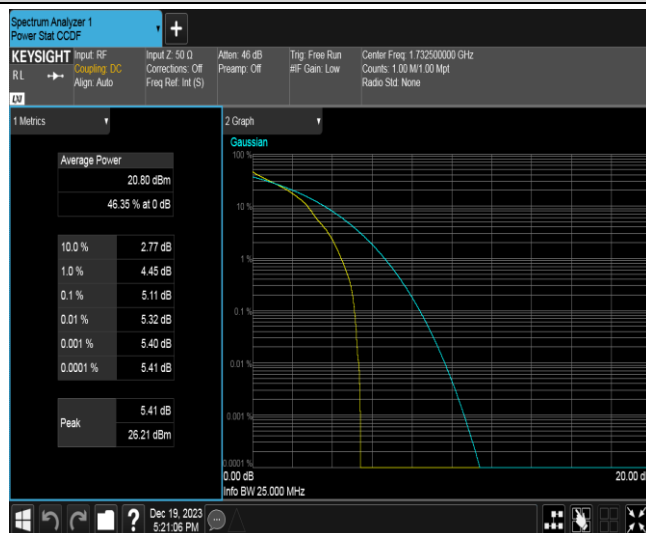 Spectrum Analyzer 1
Power Stat CCDF
+
KEYSIGHT
RL
LXI
Input: RF
Coupling: DC
Align: Auto
Input Z: 50 Ω
Corrections: Off
Freq Ref: Int (S)
Atten: 46 dB
Preamp: Off
Trig: Free Run
#IF Gain: Low
Center Freq: 1.732500000 GHz
Counts: 1.00 M/1.00 Mpt
Radio Std: None
1 Metrics
Average Power
20.80 dBm
46.35 % at 0 dB
10.0 % 2.77 dB
1.0 % 4.45 dB
0.1 % 5.11 dB
0.01 % 5.32 dB
0.001 % 5.40 dB
0.0001 % 5.41 dB
Peak
5.41 dB
26.21 dBm
2 Graph
Gaussian
100 %
10 %
1 %
0.1 %
0.01 %
0.001 %
0.0001 %
0.00 dB
20.00 d
Info BW 25.000 MHz
?
Dec 19, 2023
5:21:06 PM